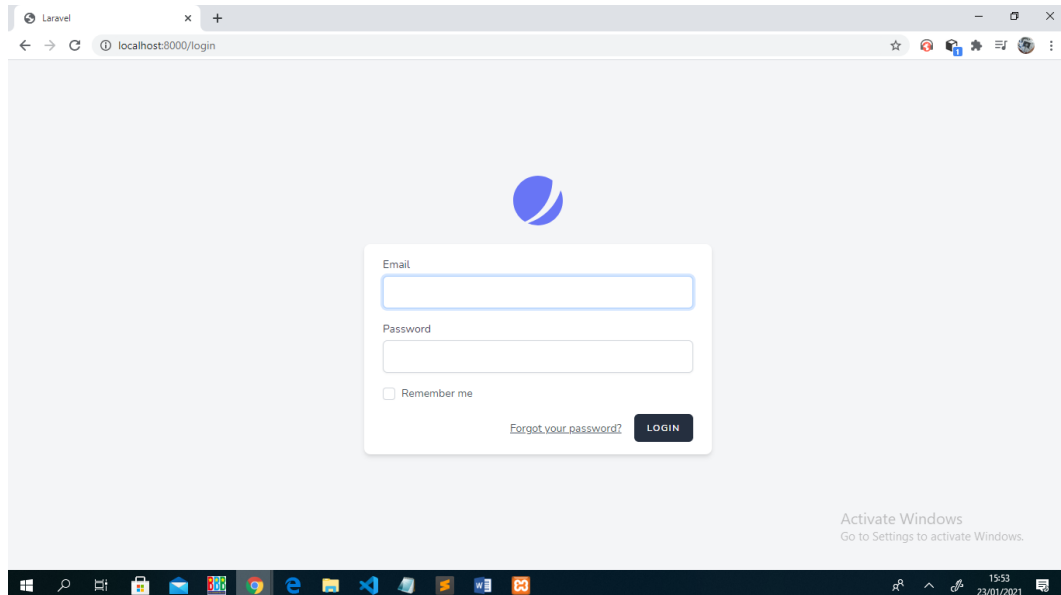 Laravel
localhost:8000/login
1
Email
Password
Remember me
Forgot your password? LOGIN
Activate Windows
Go to Settings to activate Windows.
15:53
23/01/2021